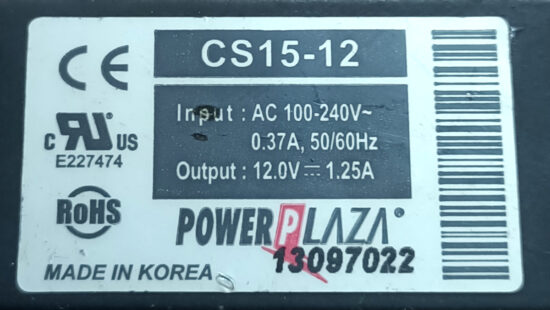 CE
CS15-12
Input : AC 100-240V~
0.37A, 50/60Hz
Output : 12.0V⎓1.25A
c RU US
E227474
RoHS
POWERPLAZA®
13097022
MADE IN KOREA